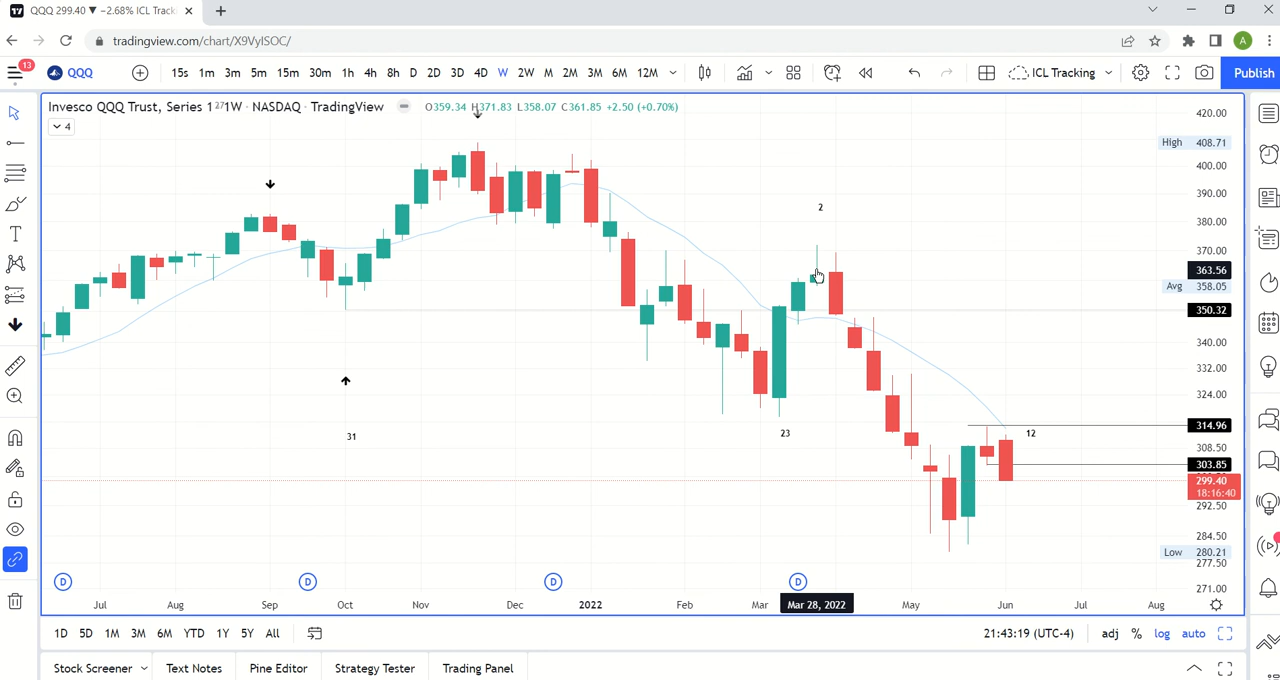 QQQ 299.40 ▼ −2.68% ICL Track
tradingview.com/chart/X9VyISOC/
A
13
QQQ
15s 1m 3m 5m 15m 30m 1h 4h 8h D 2D 3D 4D W 2W M 2M 3M 6M 12M
ICL Tracking
Publish
Invesco QQQ Trust, Series 1
1W · NASDAQ · TradingView
O359.34 H371.83 L358.07 C361.85 +2.50 (+0.70%)
4
420.00
High 408.71
400.00
390.00
380.00
370.00
363.56
Avg 358.05
350.32
340.00
332.00
324.00
314.96
308.50
303.85
299.40
18:16:40
292.50
284.50
Low 280.21
277.50
271.00
2
31
23
12
D D D D
Jul Aug Sep Oct Nov Dec 2022 Feb Mar Mar 28, 2022 May Jun Jul Aug
1D 5D 1M 3M 6M YTD 1Y 5Y All
21:43:19 (UTC-4) adj % log auto
Stock Screener Text Notes Pine Editor Strategy Tester Trading Panel